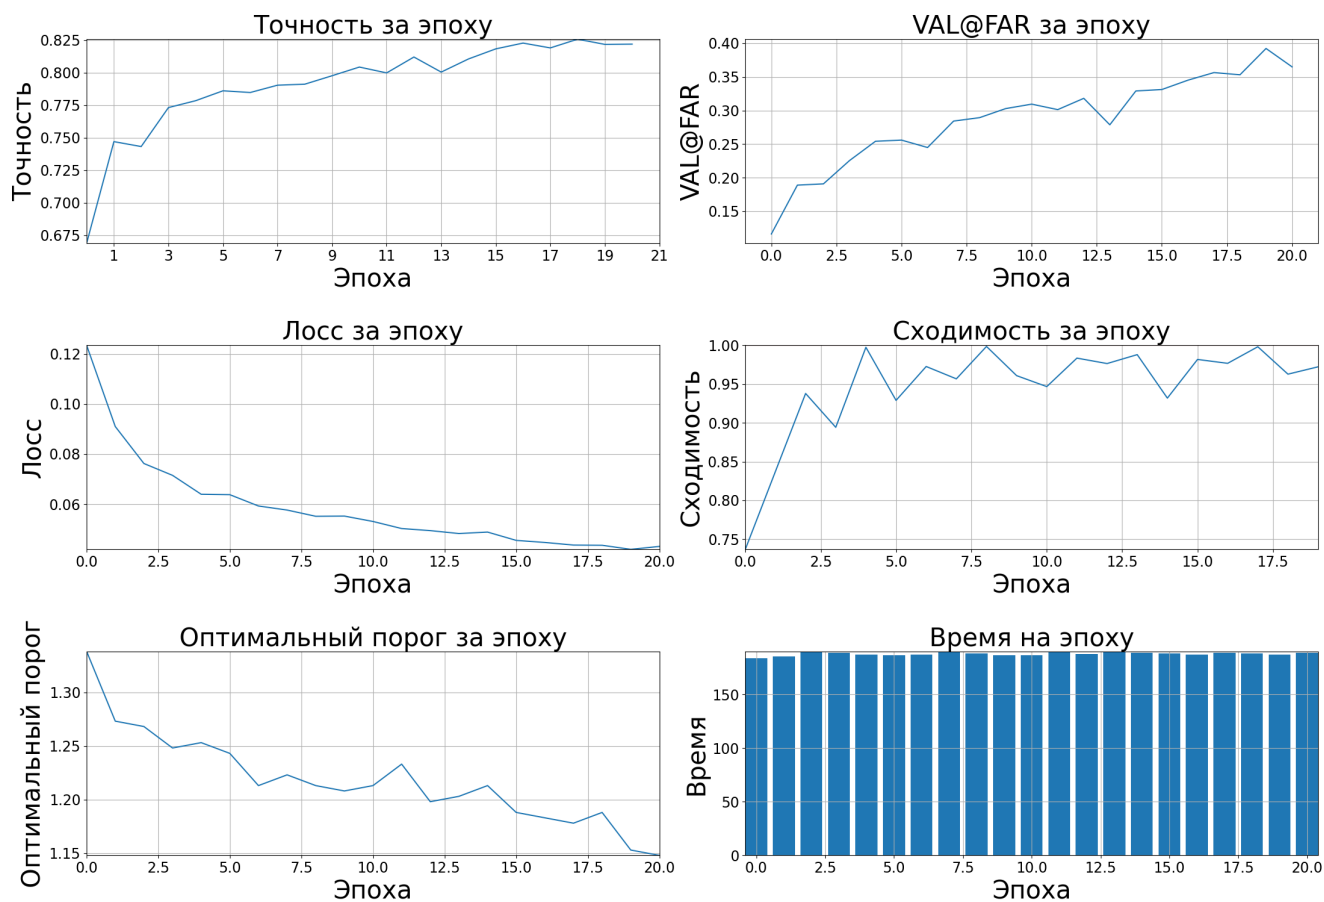 Точность за эпоху
0.825
0.800
0.775
0.750
0.725
0.700
0.675
Точность
1 3 5 7 9 11 13 15 17 19 21
Эпоха
VAL@FAR за эпоху
0.40
0.35
0.30
0.25
0.20
0.15
VAL@FAR
0.0 2.5 5.0 7.5 10.0 12.5 15.0 17.5 20.0
Эпоха
Лосс за эпоху
0.12
0.10
0.08
0.06
Лосс
0.0 2.5 5.0 7.5 10.0 12.5 15.0 17.5 20.0
Эпоха
Сходимость за эпоху
1.00
0.95
0.90
0.85
0.80
0.75
Сходимость
0.0 2.5 5.0 7.5 10.0 12.5 15.0 17.5
Эпоха
Оптимальный порог за эпоху
1.30
1.25
1.20
1.15
Оптимальный порог
0.0 2.5 5.0 7.5 10.0 12.5 15.0 17.5 20.0
Эпоха
Время на эпоху
150
100
50
0
Время
0.0 2.5 5.0 7.5 10.0 12.5 15.0 17.5 20.0
Эпоха